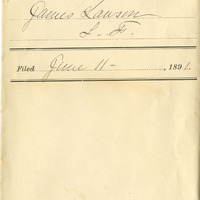 James Lawson
L. F.
Filed June 11- , 1891.